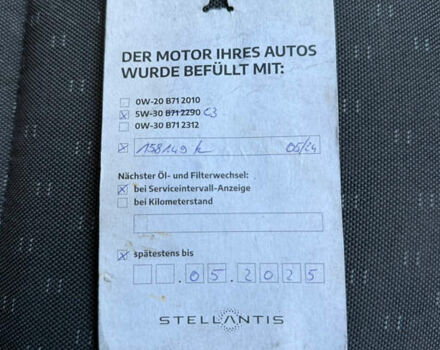 DER MOTOR IHRES AUTOS
WURDE BEFÜLLT MIT:
0W-20 B71 2010
5W-30 B71 2290 C3
0W-30 B71 2312
158149 k 05/24
Nächster Öl- und Filterwechsel:
bei Serviceintervall-Anzeige
bei Kilometerstand
spätestens bis
.05.2025
STELLANTIS